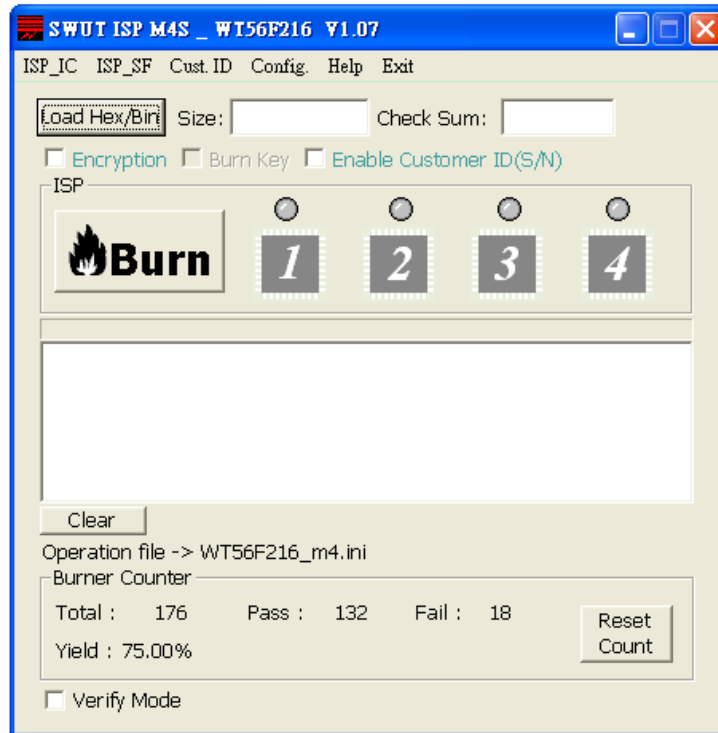 SWUT ISP M4S _ WT56F216 V1.07
ISP_IC ISP_SF Cust. ID Config. Help Exit
Load Hex/Bin Size: Check Sum:
Encryption Burn Key Enable Customer ID(S/N)
ISP
Burn 1 2 3 4
Clear
Operation file -> WT56F216_m4.ini
Burner Counter
Total : 176 Pass : 132 Fail : 18
Reset
Yield : 75.00%
Count
Verify Mode